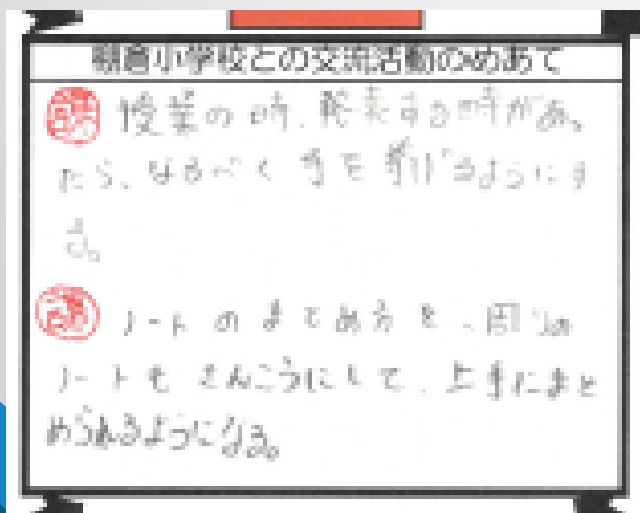 棚倉小学校との交流活動のめあて
授業の時、発表する時があっ
たら、なるべく手を挙げるようにす
る。
ノートのまとめ方を、周りの
ノートもさんこうにして、上手にまと
められるようになる。